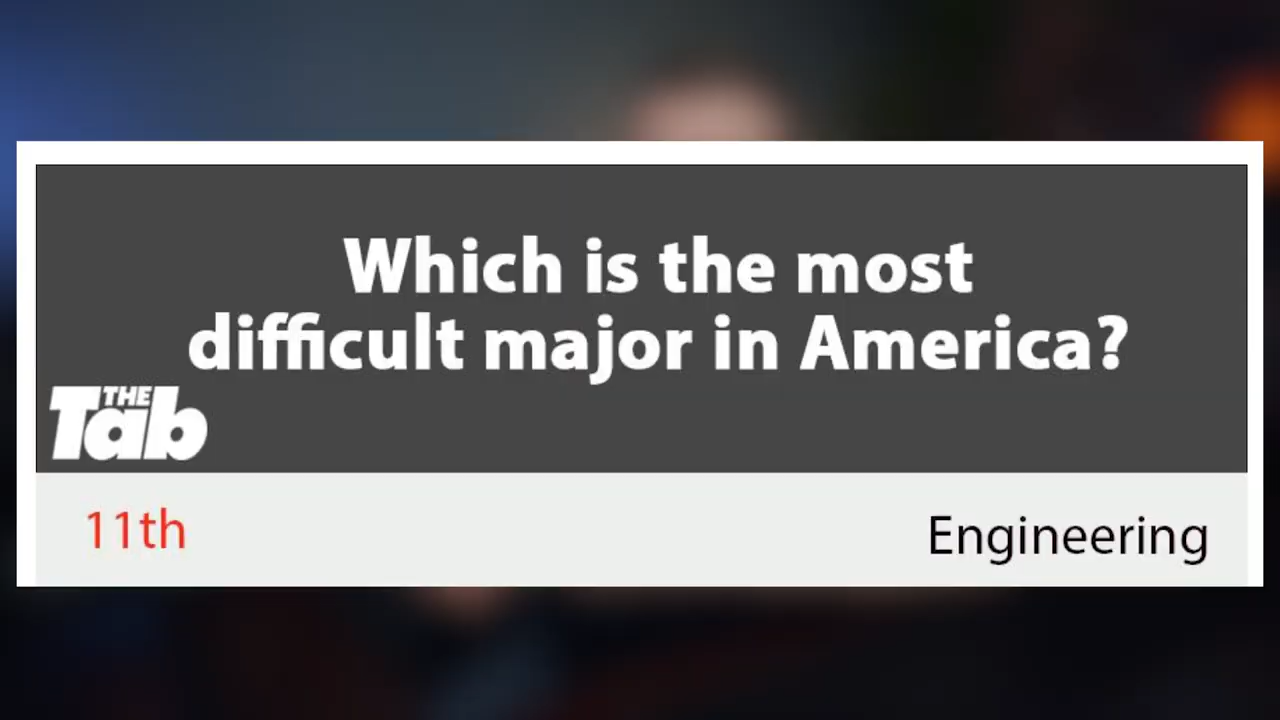 Which is the most
difficult major in America?
THE
Tab
11th
Engineering